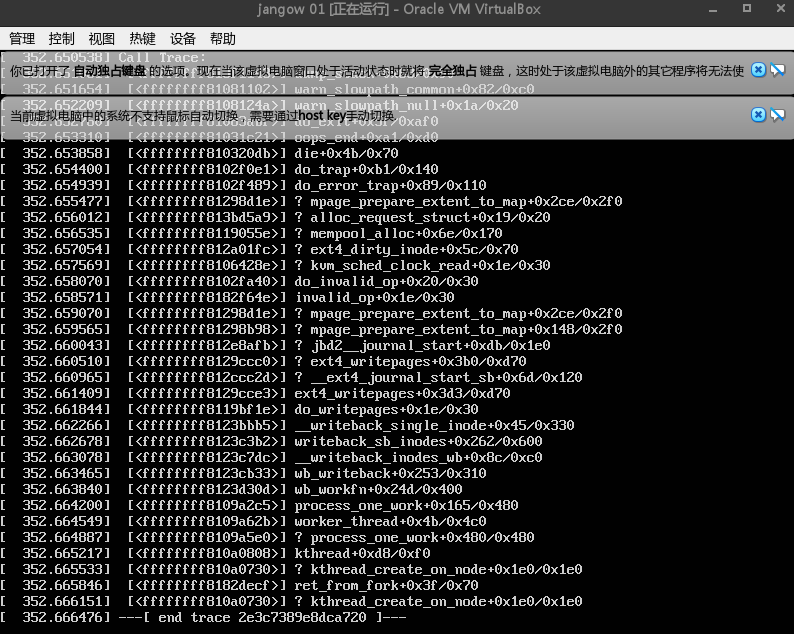 jangow 01 [正在运行] - Oracle VM VirtualBox
管理 控制 视图 热键 设备 帮助
[  352.650538] Call Trace:
你已打开了 自动独占键盘 的选项。现在当该虚拟电脑窗口处于活动状态时就将 完全独占 键盘，这时处于该虚拟电脑外的其它程序将无法使
[  352.651654]  [<ffffffff81081102>] warn_slowpath_common+0x82/0xc0
[  352.652209]  [<ffffffff8108124a>] warn_slowpath_null+0x1a/0x20
当前虚拟电脑中的系统不支持鼠标自动切换，需要通过host key手动切换.
[  352.653310]  [<ffffffff81031c21>] oops_end+0xa1/0xd0
[  352.653858]  [<ffffffff810320db>] die+0x4b/0x70
[  352.654400]  [<ffffffff8102f0e1>] do_trap+0xb1/0x140
[  352.654939]  [<ffffffff8102f489>] do_error_trap+0x89/0x110
[  352.655477]  [<ffffffff81298d1e>] ? mpage_prepare_extent_to_map+0x2ce/0x2f0
[  352.656012]  [<ffffffff813bd5a9>] ? alloc_request_struct+0x19/0x20
[  352.656535]  [<ffffffff8119055e>] ? mempool_alloc+0x6e/0x170
[  352.657054]  [<ffffffff812a01fc>] ? ext4_dirty_inode+0x5c/0x70
[  352.657569]  [<ffffffff8106428e>] ? kvm_sched_clock_read+0x1e/0x30
[  352.658070]  [<ffffffff8102fa40>] do_invalid_op+0x20/0x30
[  352.658571]  [<ffffffff8182f64e>] invalid_op+0x1e/0x30
[  352.659070]  [<ffffffff81298d1e>] ? mpage_prepare_extent_to_map+0x2ce/0x2f0
[  352.659565]  [<ffffffff81298b98>] ? mpage_prepare_extent_to_map+0x148/0x2f0
[  352.660043]  [<ffffffff812e8afb>] ? jbd2__journal_start+0xdb/0x1e0
[  352.660510]  [<ffffffff8129ccc0>] ? ext4_writepages+0x3b0/0xd70
[  352.660965]  [<ffffffff812ccc2d>] ? __ext4_journal_start_sb+0x6d/0x120
[  352.661409]  [<ffffffff8129cce3>] ext4_writepages+0x3d3/0xd70
[  352.661844]  [<ffffffff8119bf1e>] do_writepages+0x1e/0x30
[  352.662266]  [<ffffffff8123bbb5>] __writeback_single_inode+0x45/0x330
[  352.662678]  [<ffffffff8123c3b2>] writeback_sb_inodes+0x262/0x600
[  352.663078]  [<ffffffff8123c7dc>] __writeback_inodes_wb+0x8c/0xc0
[  352.663465]  [<ffffffff8123cb33>] wb_writeback+0x253/0x310
[  352.663840]  [<ffffffff8123d30d>] wb_workfn+0x24d/0x400
[  352.664200]  [<ffffffff8109a2c5>] process_one_work+0x165/0x480
[  352.664549]  [<ffffffff8109a62b>] worker_thread+0x4b/0x4c0
[  352.664887]  [<ffffffff8109a5e0>] ? process_one_work+0x480/0x480
[  352.665217]  [<ffffffff810a0808>] kthread+0xd8/0xf0
[  352.665533]  [<ffffffff810a0730>] ? kthread_create_on_node+0x1e0/0x1e0
[  352.665846]  [<ffffffff8182decf>] ret_from_fork+0x3f/0x70
[  352.666151]  [<ffffffff810a0730>] ? kthread_create_on_node+0x1e0/0x1e0
[  352.666476] ---[ end trace 2e3c7389e8dca720 ]---